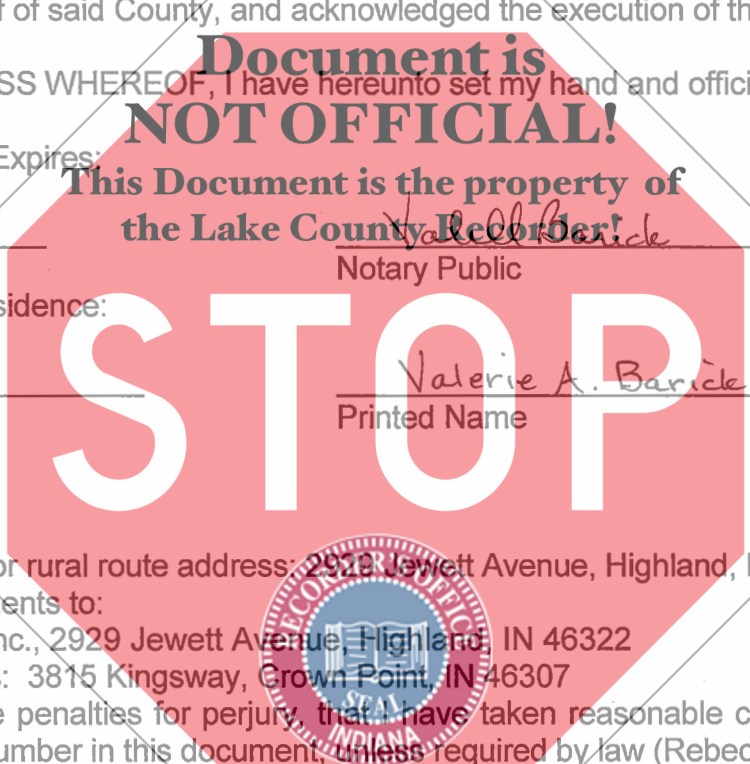 f of said County, and acknowledged the execution of th
Document is
SS WHEREOF, I have hereunto set my hand and offici
NOT OFFICIAL!
Expires:
This Document is the property of
the Lake County Recorder!
Notary Public
sidence:
STOP
Valerie A. Barick
Printed Name
or rural route address: 2929 Jewett Avenue, Highland,
ents to:
nc., 2929 Jewett Avenue, Highland, IN 46322
: 3815 Kingsway, Crown Point, IN 46307
e penalties for perjury, that I have taken reasonable c
umber in this document, unless required by law (Rebec
RECORDER'S OFFICE
SEAL
INDIANA